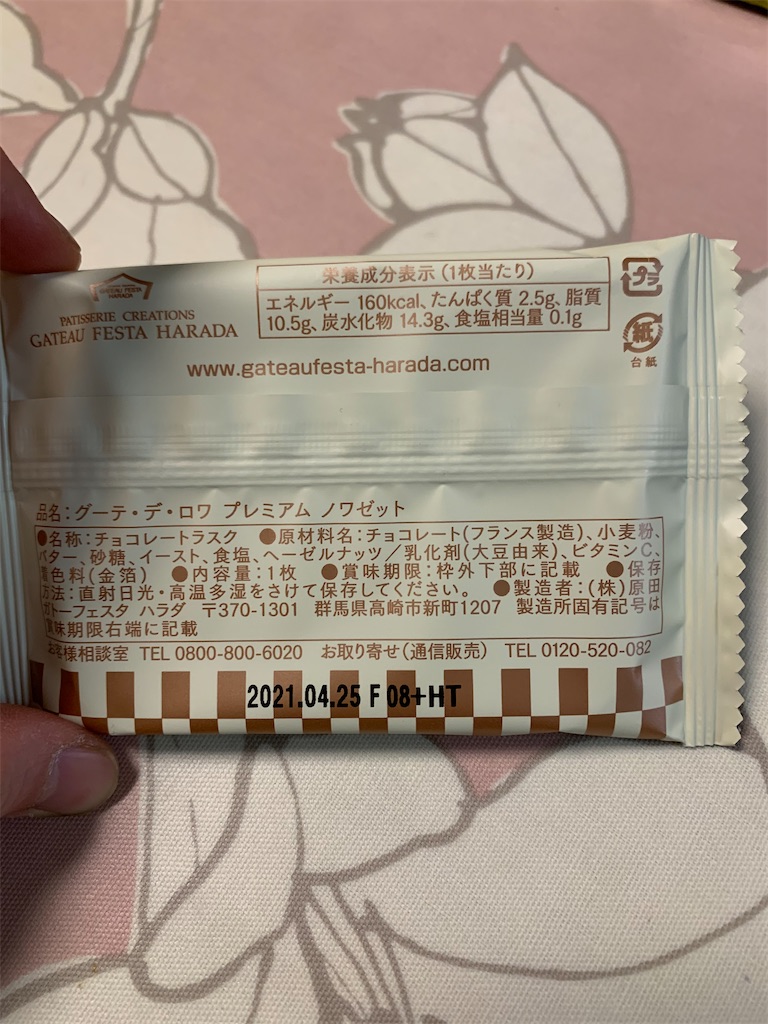 GATEAU FESTA
HARADA
PATISSERIE CREATIONS
GATEAU FESTA HARADA
栄養成分表示（1枚当たり）
エネルギー 160kcal、たんぱく質 2.5g、脂質
10.5g、炭水化物 14.3g、食塩相当量 0.1g
プラ
紙
台紙
www.gateaufesta-harada.com
品名：グーテ・デ・ロワ プレミアム ノワゼット
●名称：チョコレートラスク ●原材料名：チョコレート(フランス製造)、小麦粉、
バター、砂糖、イースト、食塩、ヘーゼルナッツ／乳化剤(大豆由来)、ビタミンC、
着色料(金箔) ●内容量：1枚 ●賞味期限：枠外下部に記載 ●保存
方法：直射日光・高温多湿をさけて保存してください。 ●製造者：(株)原田
ガトーフェスタ ハラダ 〒370-1301 群馬県高崎市新町1207 製造所固有記号は
賞味期限右端に記載
お客様相談室 TEL 0800-800-6020 お取り寄せ(通信販売) TEL 0120-520-082
2021.04.25 F 08+HT